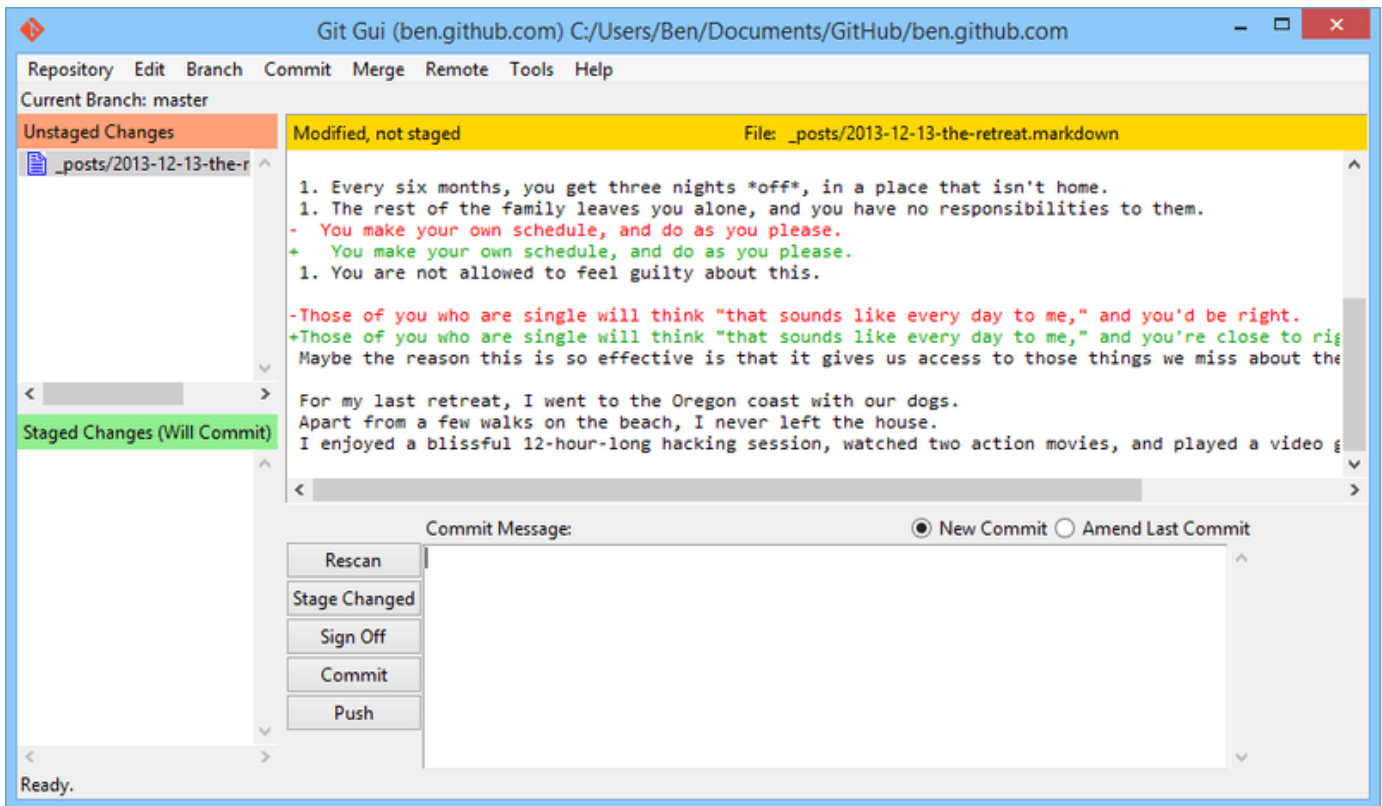 Git Gui (ben.github.com) C:/Users/Ben/Documents/GitHub/ben.github.com
Repository Edit Branch Commit Merge Remote Tools Help
Current Branch: master
Unstaged Changes
_posts/2013-12-13-the-r
Staged Changes (Will Commit)
Modified, not staged File: _posts/2013-12-13-the-retreat.markdown
1. Every six months, you get three nights *off*, in a place that isn't home.
1. The rest of the family leaves you alone, and you have no responsibilities to them.
-  You make your own schedule, and do as you please.
+   You make your own schedule, and do as you please.
1. You are not allowed to feel guilty about this.
-Those of you who are single will think "that sounds like every day to me," and you'd be right.
+Those of you who are single will think "that sounds like every day to me," and you're close to rig
Maybe the reason this is so effective is that it gives us access to those things we miss about the
For my last retreat, I went to the Oregon coast with our dogs.
Apart from a few walks on the beach, I never left the house.
I enjoyed a blissful 12-hour-long hacking session, watched two action movies, and played a video g
Commit Message: New Commit Amend Last Commit
Rescan
Stage Changed
Sign Off
Commit
Push
Ready.